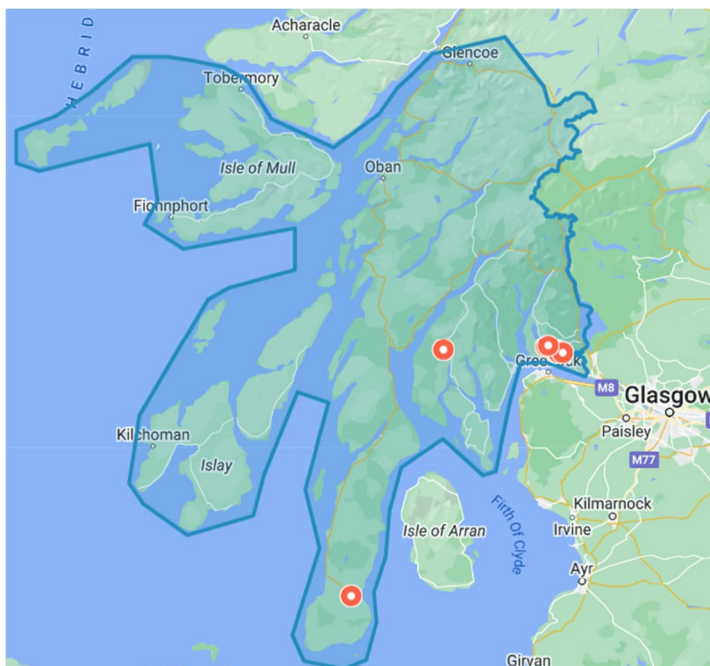 Acharacle
HEBRID
Glencoe
Tobermory
Isle of Mull
Oban
Fionnphort
M8
Glasgow
Kilchoman
Paisley
Islay
M77
Kilmarnock
Firth Of Clyde
Isle of Arran
Irvine
Ayr
Girvan